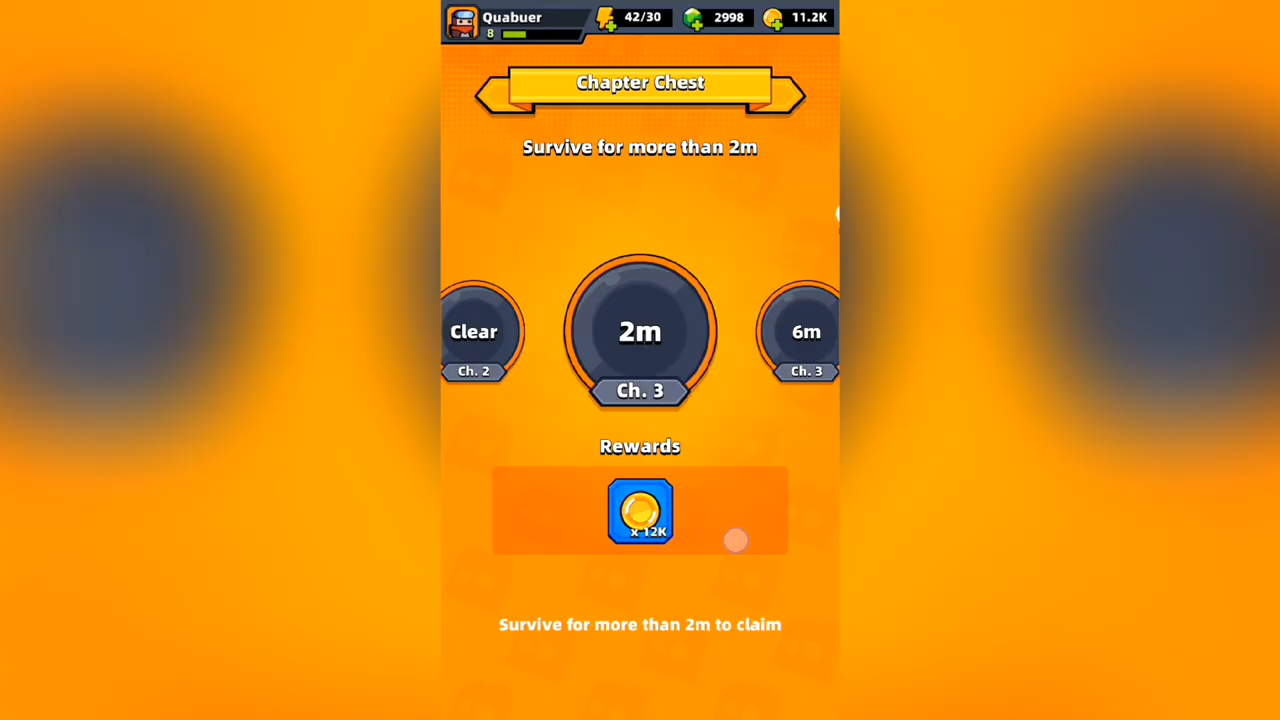 Quabuer
8
42/30
2998
11.2K
Chapter Chest
Survive for more than 2m
Clear
Ch. 2
2m
Ch. 3
6m
Ch. 3
Rewards
x 12K
Survive for more than 2m to claim